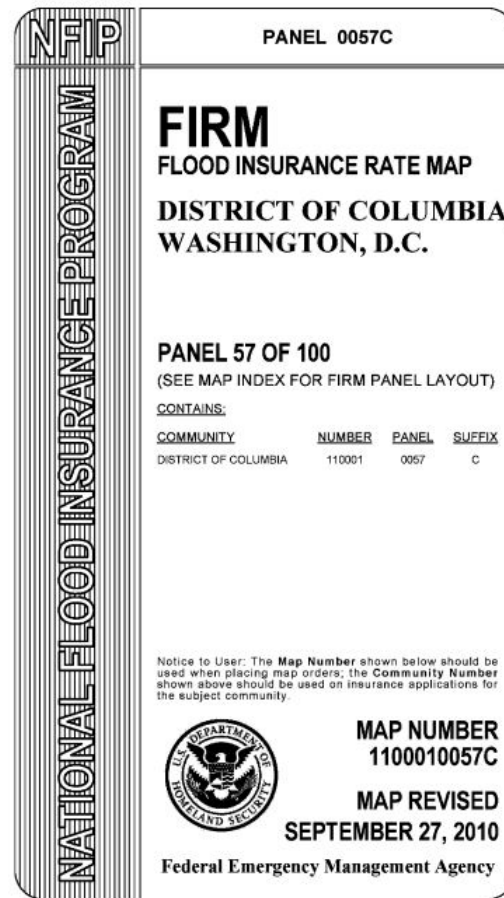 NFIP
PANEL 0057C
NATIONAL FLOOD INSURANCE PROGRAM
FIRM
FLOOD INSURANCE RATE MAP
DISTRICT OF COLUMBIA
WASHINGTON, D.C.
PANEL 57 OF 100
(SEE MAP INDEX FOR FIRM PANEL LAYOUT)
CONTAINS:
COMMUNITY NUMBER PANEL SUFFIX
DISTRICT OF COLUMBIA 110001 0057 C
Notice to User: The Map Number shown below should be
used when placing map orders; the Community Number
shown above should be used on insurance applications for
the subject community.
U.S. DEPARTMENT OF HOMELAND SECURITY
MAP NUMBER
1100010057C
MAP REVISED
SEPTEMBER 27, 2010
Federal Emergency Management Agency